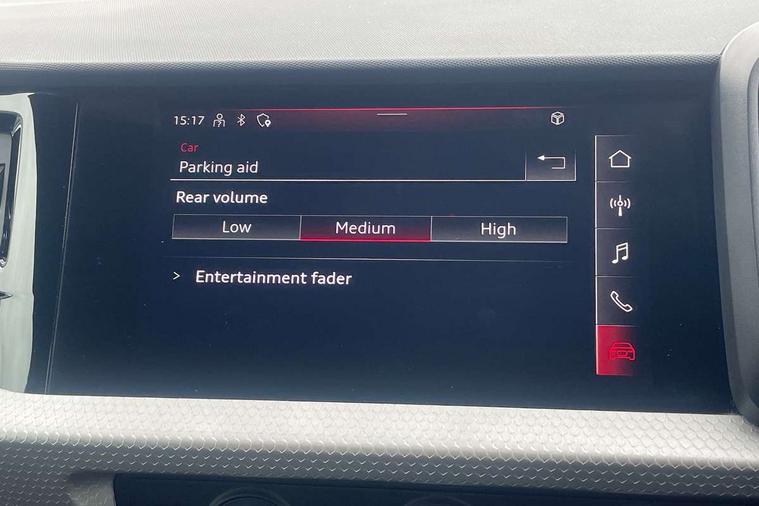 15:17
Car
Parking aid
Rear volume
Low Medium High
> Entertainment fader